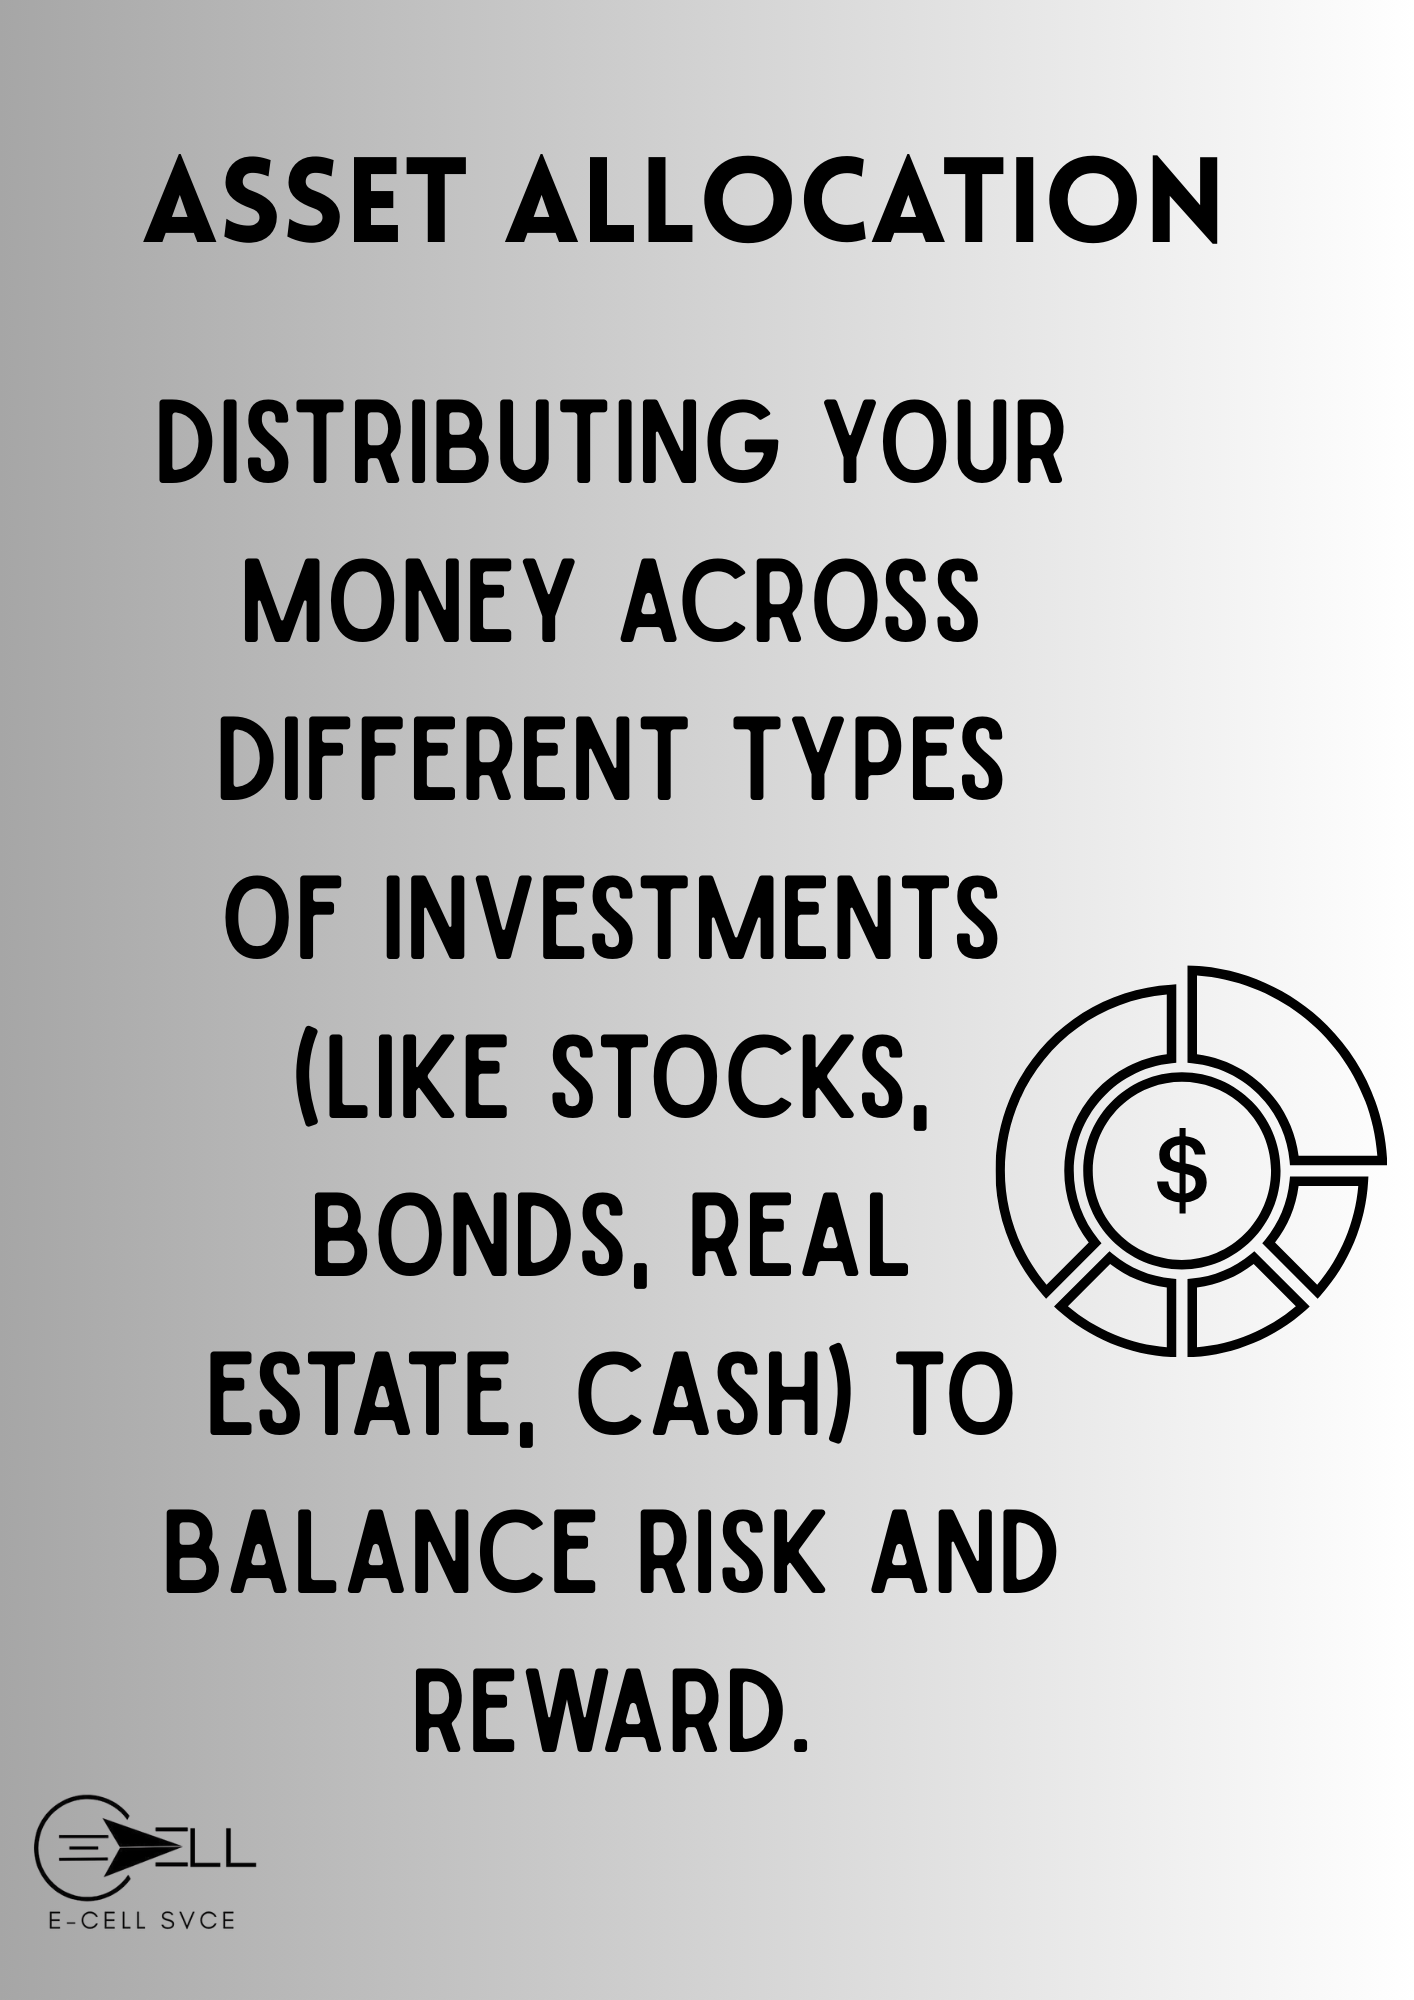 ASSET ALLOCATION
DISTRIBUTING YOUR
MONEY ACROSS
DIFFERENT TYPES
OF INVESTMENTS
(LIKE STOCKS,
BONDS, REAL
ESTATE, CASH) TO
BALANCE RISK AND
REWARD.
$
E-CELL
E-CELL SVCE